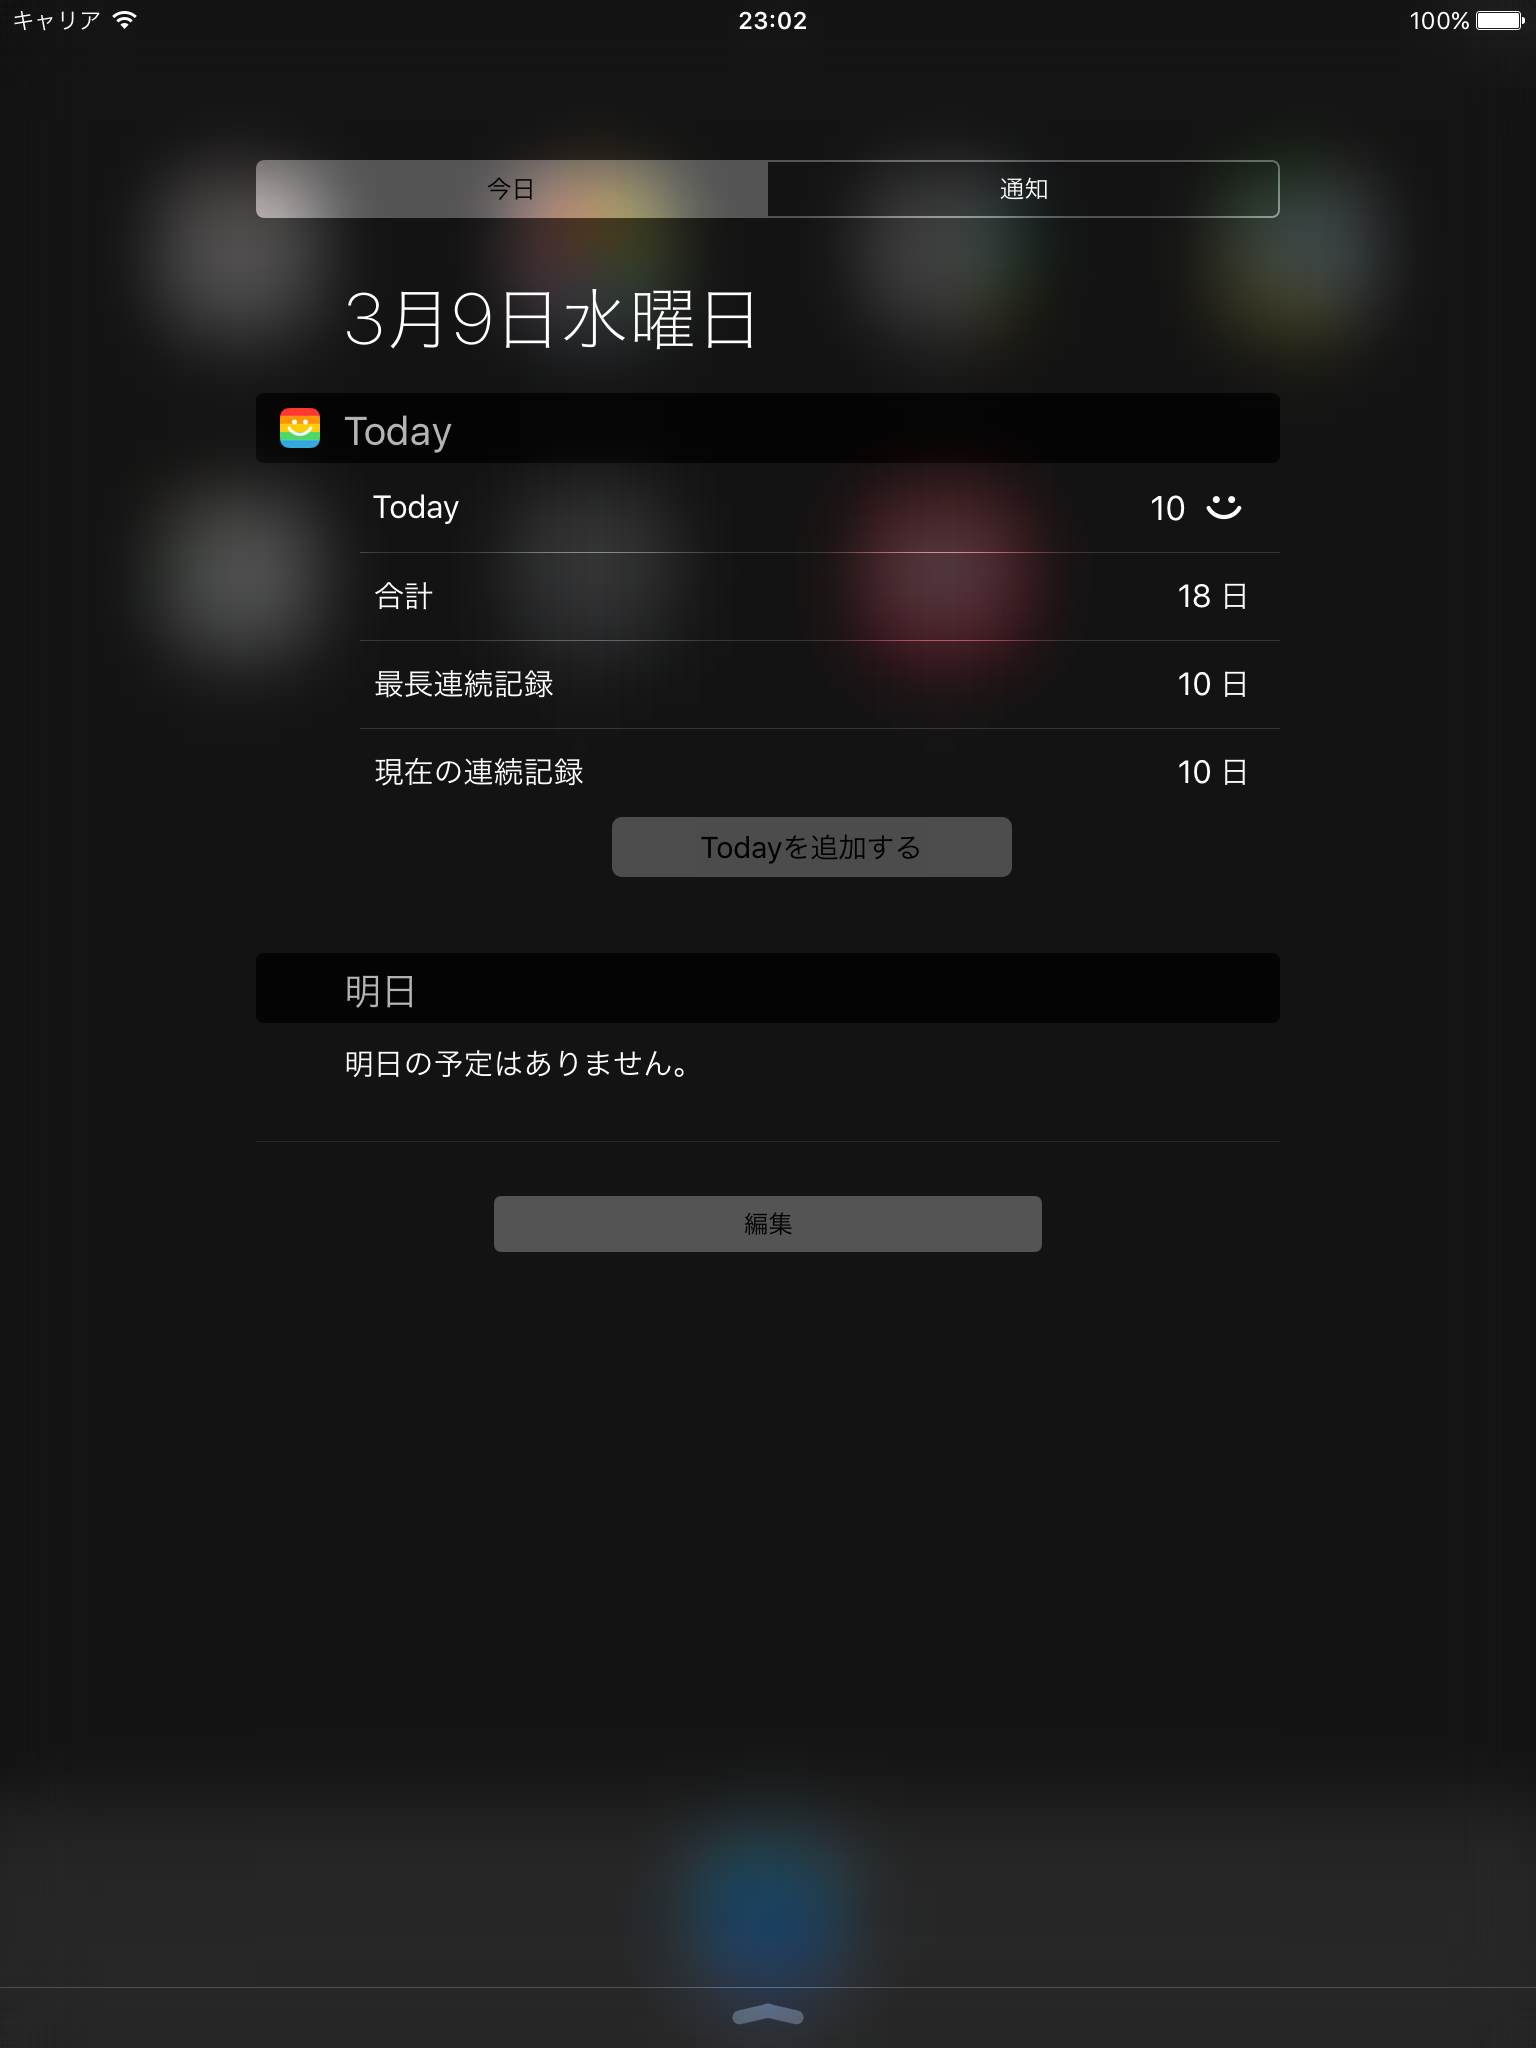 キャリア 23:02 100%
今日 通知
3月9日水曜日
Today
Today 10
合計 18 日
最長連続記録 10 日
現在の連続記録 10 日
Todayを追加する
明日
明日の予定はありません。
編集